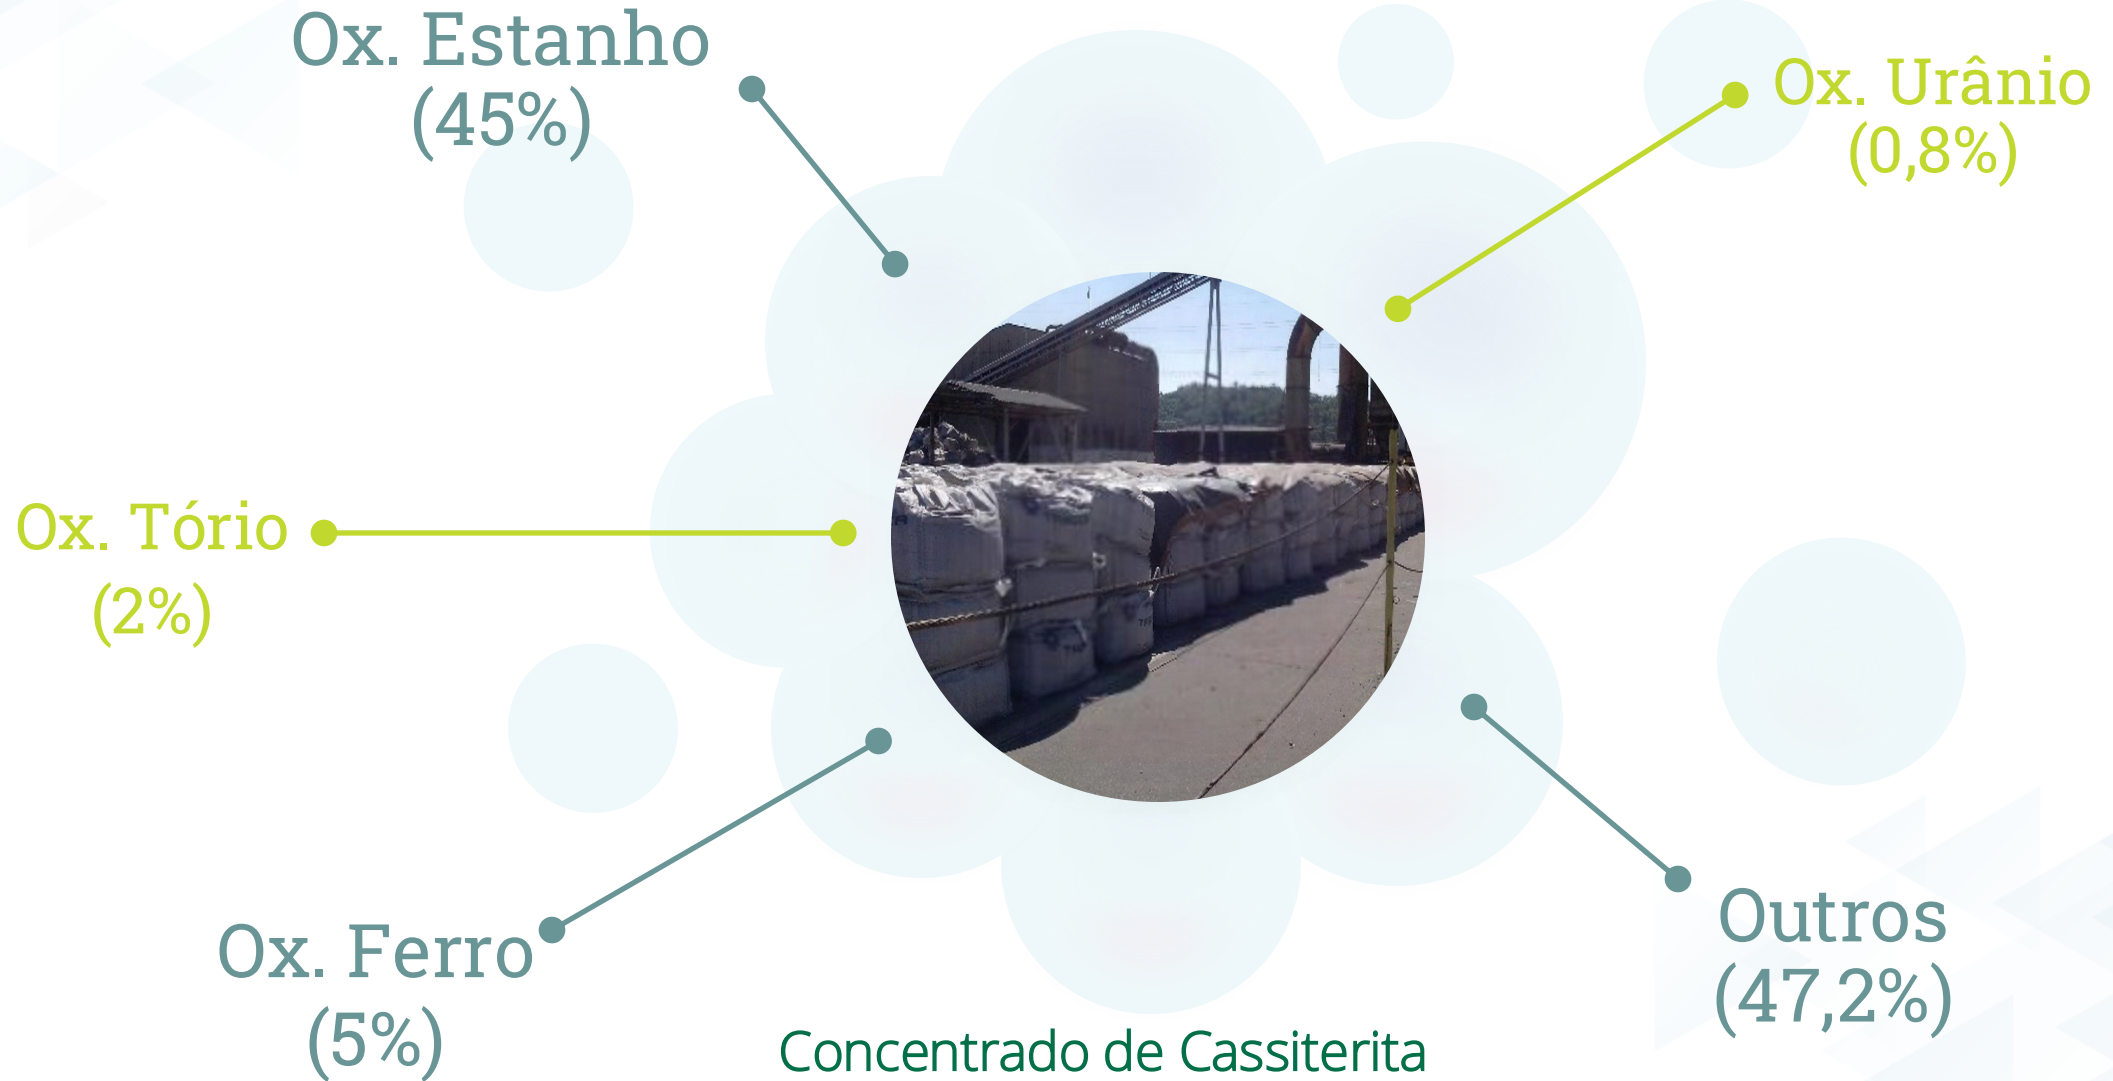 Ox. Estanho
(45%)
Ox. Urânio
(0,8%)
Ox. Tório
(2%)
Ox. Ferro
(5%)
Outros
(47,2%)
Concentrado de Cassiterita